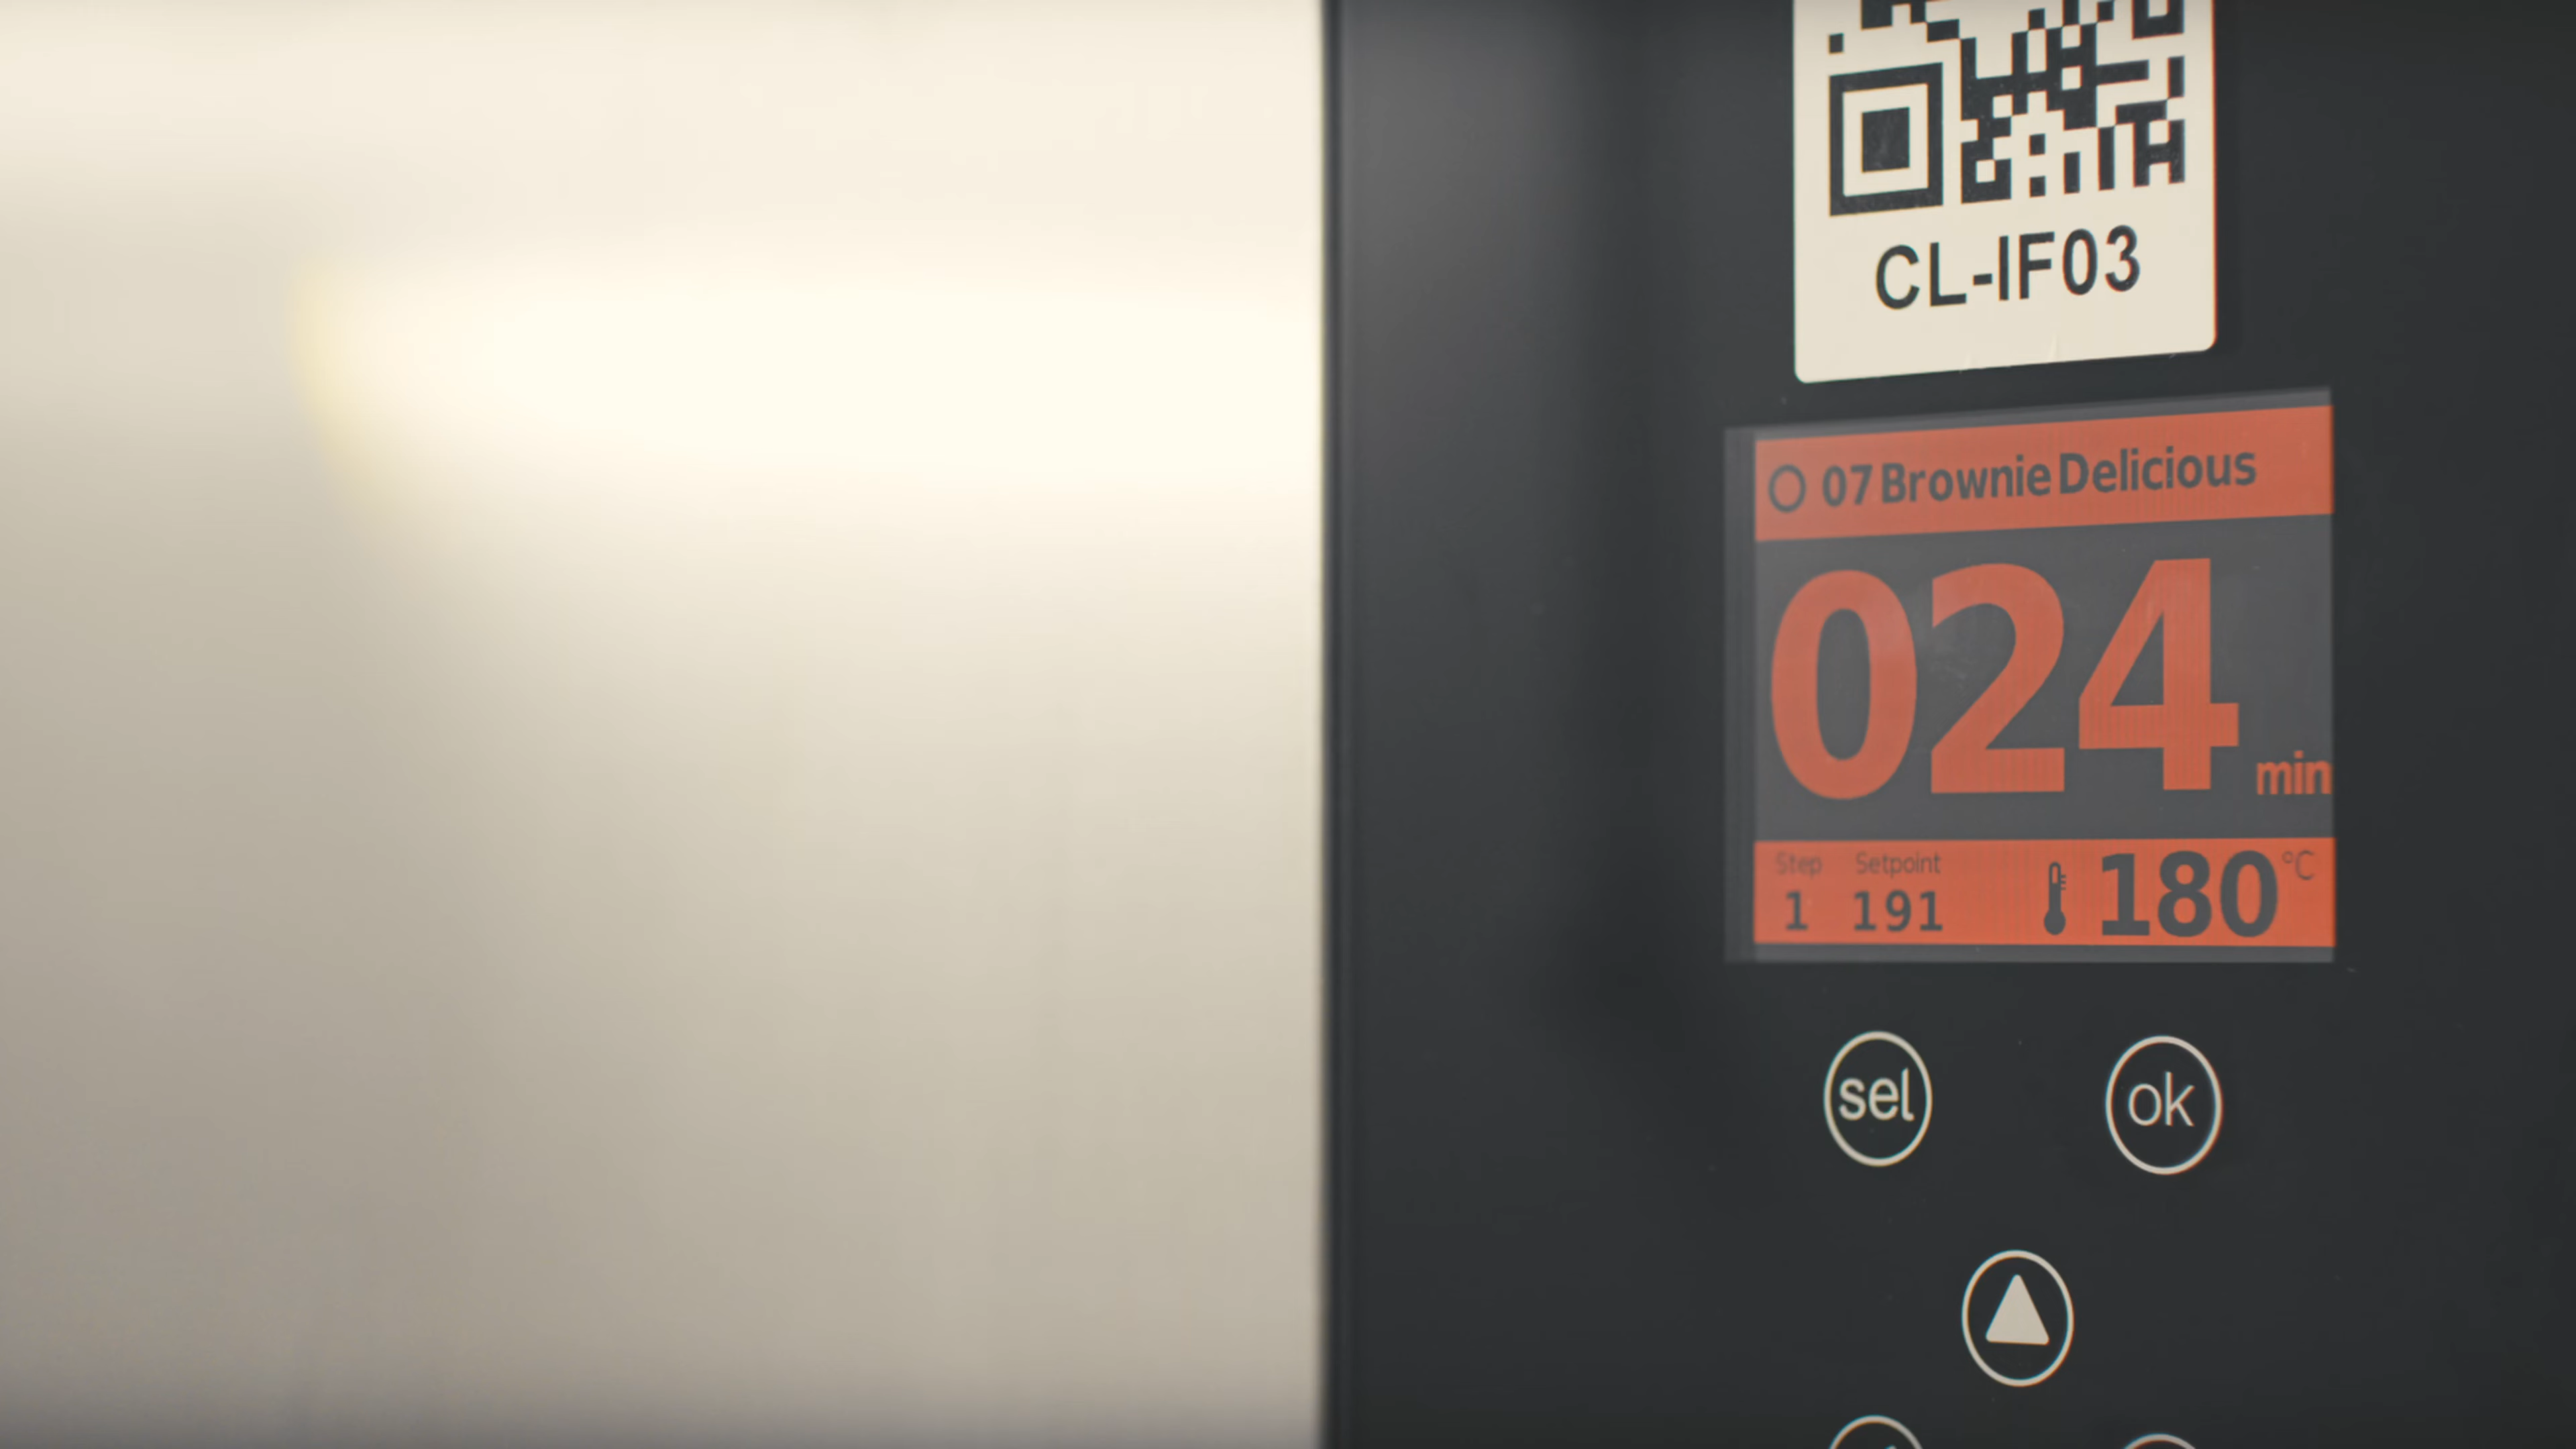 CL-IF03
07 Brownie Delicious
024 min
Step Setpoint
1 191 180 °C
sel ok